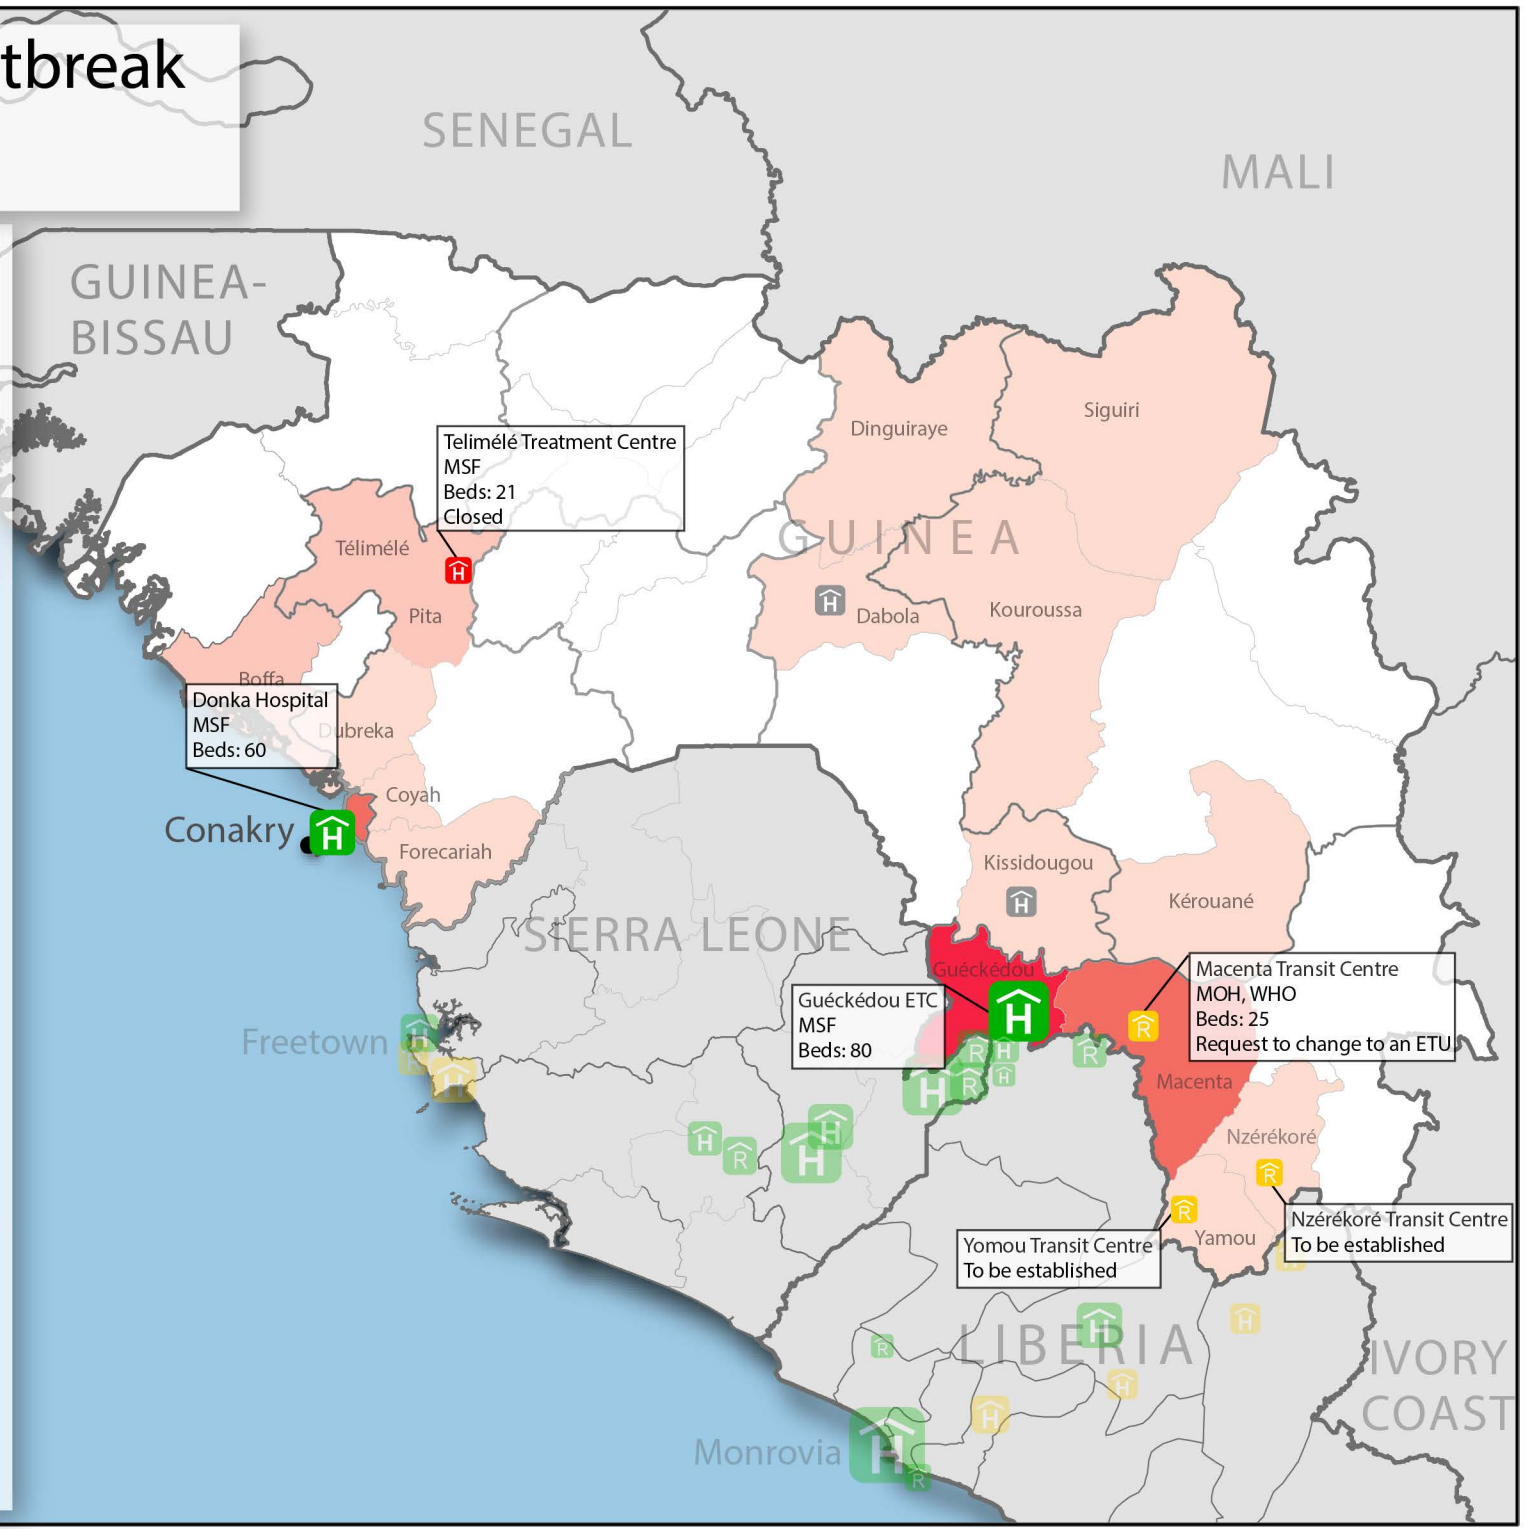 tbreak
SENEGAL
MALI
GUINEA-
BISSAU
Siguiri
Dinguiraye
Telimélé Treatment Centre
MSF
Beds: 21
Closed
GUINEA
Télimélé
H
H
Pita
Dabola
Kouroussa
Boffa
Donka Hospital
MSF
Beds: 60
Dubreka
Coyah
Conakry
H
Forecariah
Kissidougou
H
Kérouané
SIERRA LEONE
Guéckédou
Macenta Transit Centre
MOH, WHO
Beds: 25
Request to change to an ETU
Guéckédou ETC
MSF
Beds: 80
H
R
Freetown
H
R
H
R
H
R
H
R
H
Macenta
H
R
H
H
Nzérékoré
R
R
Yamou
Nzérékoré Transit Centre
To be established
Yomou Transit Centre
To be established
H
H
H
LIBERIA
R
IVORY
COAST
H
H
Monrovia
H
R